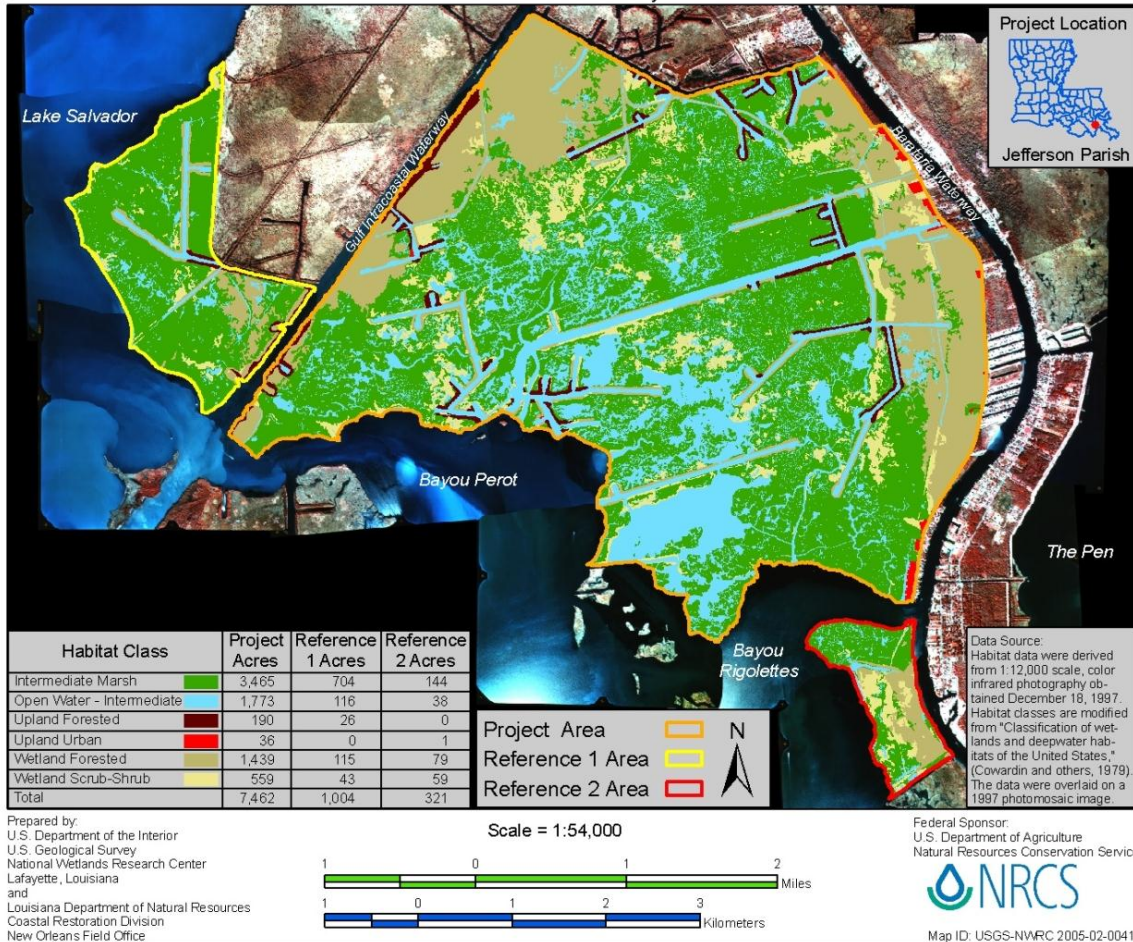 Project Location
Jefferson Parish
Lake Salvador
Gulf Intracoastal Waterway
Barataria Waterway
Bayou Perot
The Pen
Bayou
Rigolettes
Habitat Class Project Acres Reference 1 Acres Reference 2 Acres
Intermediate Marsh 3,465 704 144
Open Water - Intermediate 1,773 116 38
Upland Forested 190 26 0
Upland Urban 36 0 1
Wetland Forested 1,439 115 79
Wetland Scrub-Shrub 559 43 59
Total 7,462 1,004 321
Project Area
Reference 1 Area
Reference 2 Area
N
Data Source:
Habitat data were derived
from 1:12,000 scale, color
infrared photography ob-
tained December 18, 1997.
Habitat classes are modified
from "Classification of wet-
lands and deepwater hab-
itats of the United States,"
(Cowardin and others, 1979).
The data were overlaid on a
1997 photomosaic image.
Prepared by:
U.S. Department of the Interior
U.S. Geological Survey
National Wetlands Research Center
Lafayette, Louisiana
and
Louisiana Department of Natural Resources
Coastal Restoration Division
New Orleans Field Office
Scale = 1:54,000
1 0 1 2
Miles
1 0 1 2 3
Kilometers
Federal Sponsor:
U.S. Department of Agriculture
Natural Resources Conservation Servic
NRCS
Map ID: USGS-NWRC 2005-02-0041